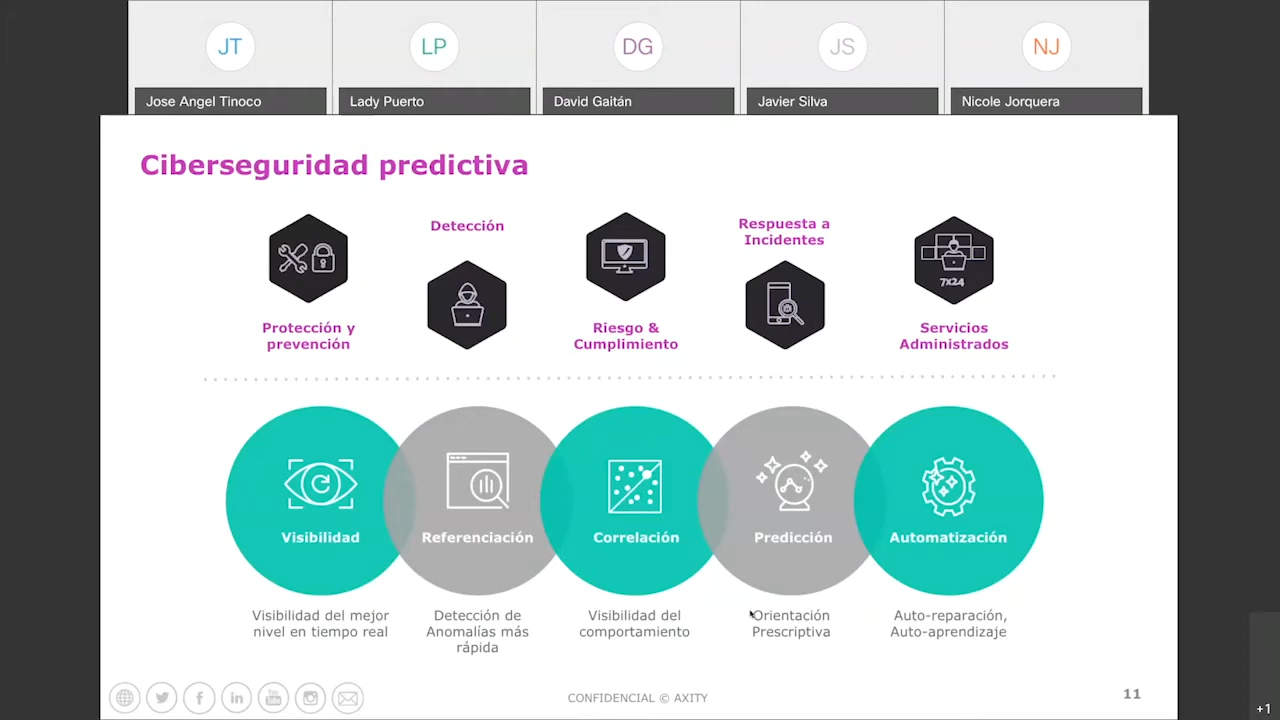 JT
LP
DG
JS
NJ
Jose Angel Tinoco
Lady Puerto
David Gaitán
Javier Silva
Nicole Jorquera
Ciberseguridad predictiva
Protección y
prevención
Detección
Riesgo &
Cumplimiento
Respuesta a
Incidentes
7x24
Servicios
Administrados
Visibilidad
Referenciación
Correlación
Predicción
Automatización
Visibilidad del mejor
nivel en tiempo real
Detección de
Anomalías más
rápida
Visibilidad del
comportamiento
Orientación
Prescriptiva
Auto-reparación,
Auto-aprendizaje
in
You
Tube
CONFIDENCIAL © AXITY
11
+1